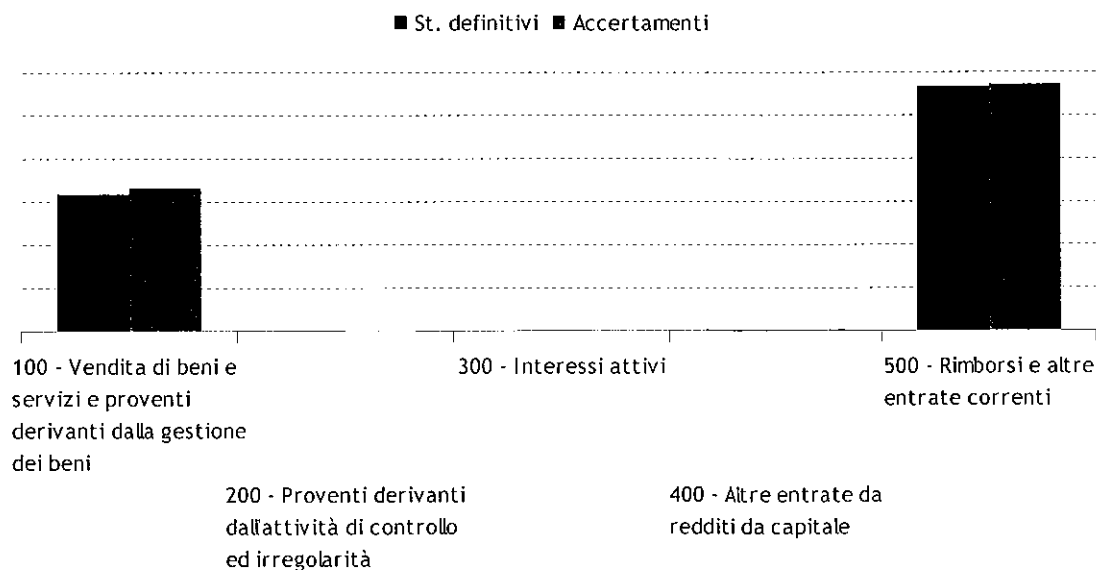 ■ St. definitivi ■ Accertamenti
100 - Vendita di beni e
servizi e proventi
derivanti dalla gestione
dei beni
200 - Proventi derivanti
dall'attività di controllo
ed irregolarità
300 - Interessi attivi
400 - Altre entrate da
redditi da capitale
500 - Rimborsi e altre
entrate correnti